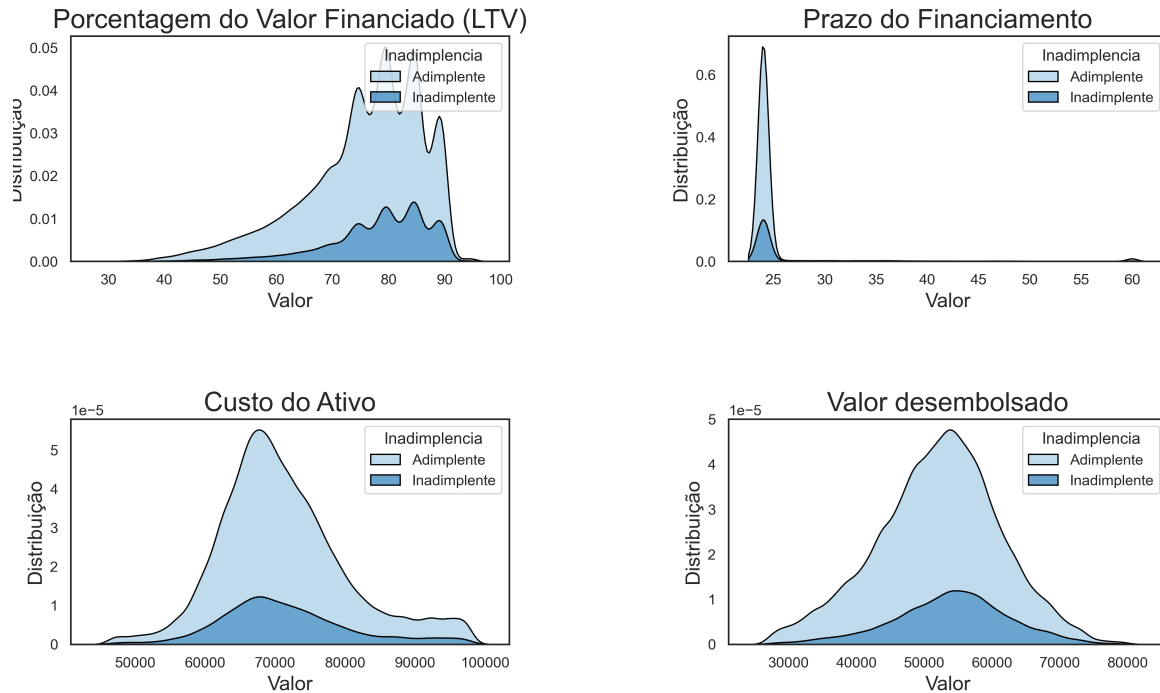 Porcentagem do Valor Financiado (LTV)
Inadimplencia
Adimplente
Inadimplente
0.05
0.04
0.03
0.02
0.01
0.00
Distribuição
30 40 50 60 70 80 90 100
Valor
Prazo do Financiamento
Inadimplencia
Adimplente
Inadimplente
0.6
0.4
0.2
0.0
Distribuição
25 30 35 40 45 50 55 60
Valor
Custo do Ativo
1e−5
Inadimplencia
Adimplente
Inadimplente
5
4
3
2
1
0
Distribuição
50000 60000 70000 80000 90000 100000
Valor
Valor desembolsado
1e−5
Inadimplencia
Adimplente
Inadimplente
5
4
3
2
1
0
Distribuição
30000 40000 50000 60000 70000 80000
Valor